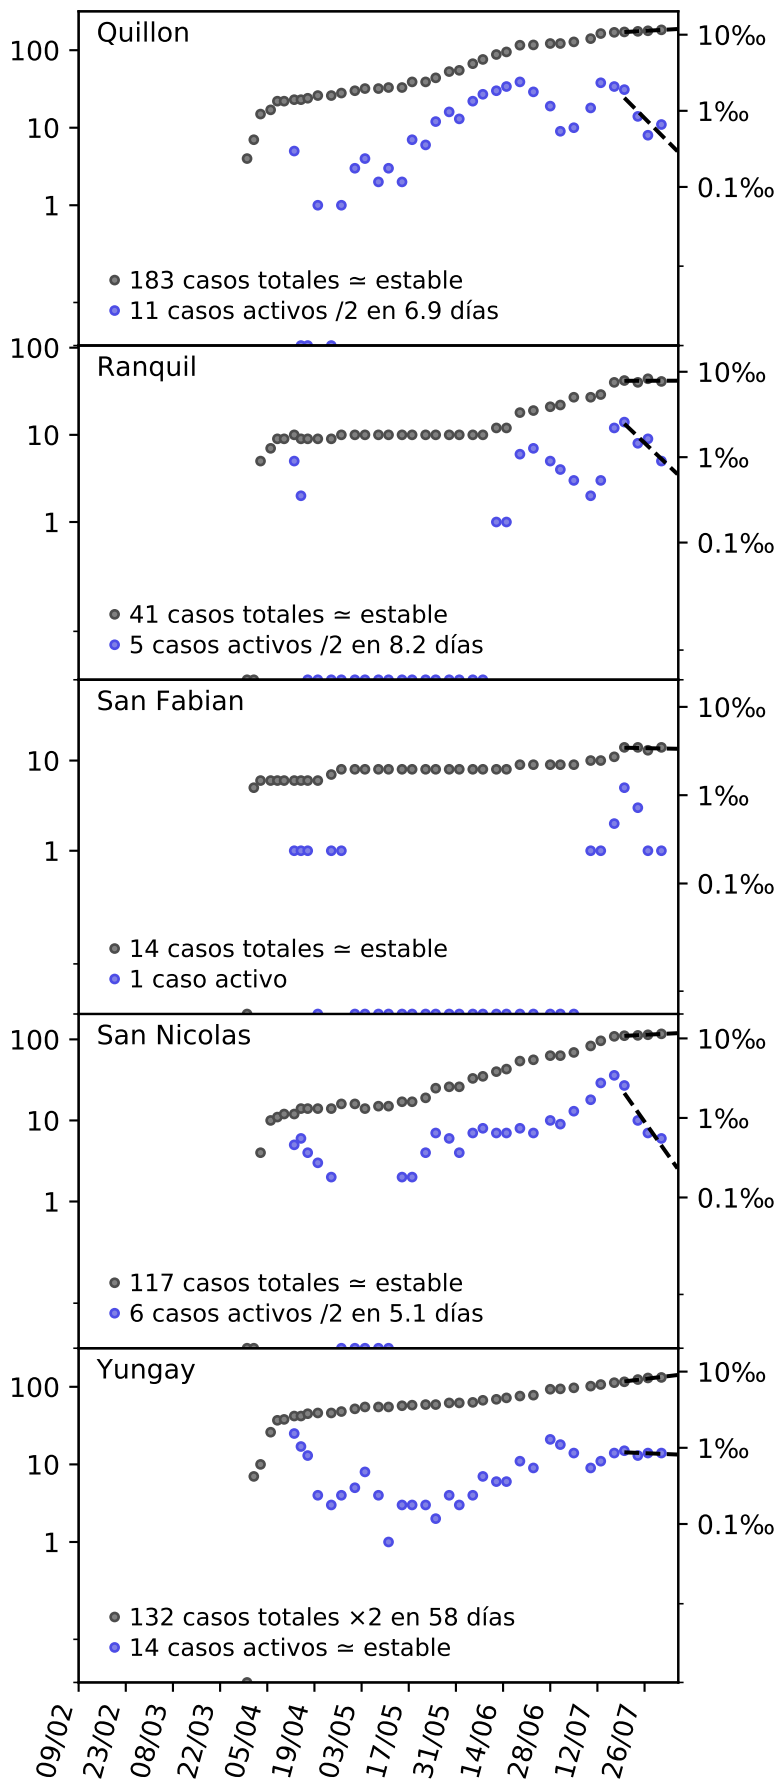 Quillon
100
10
1
10‰
1‰
0.1‰
183 casos totales ≃ estable
11 casos activos /2 en 6.9 días
Ranquil
100
10
1
10‰
1‰
0.1‰
41 casos totales ≃ estable
5 casos activos /2 en 8.2 días
San Fabian
10
1
10‰
1‰
0.1‰
14 casos totales ≃ estable
1 caso activo
San Nicolas
100
10
1
10‰
1‰
0.1‰
117 casos totales ≃ estable
6 casos activos /2 en 5.1 días
Yungay
100
10
1
10‰
1‰
0.1‰
132 casos totales ×2 en 58 días
14 casos activos ≃ estable
09/02 23/02 08/03 22/03 05/04 19/04 03/05 17/05 31/05 14/06 28/06 12/07 26/07